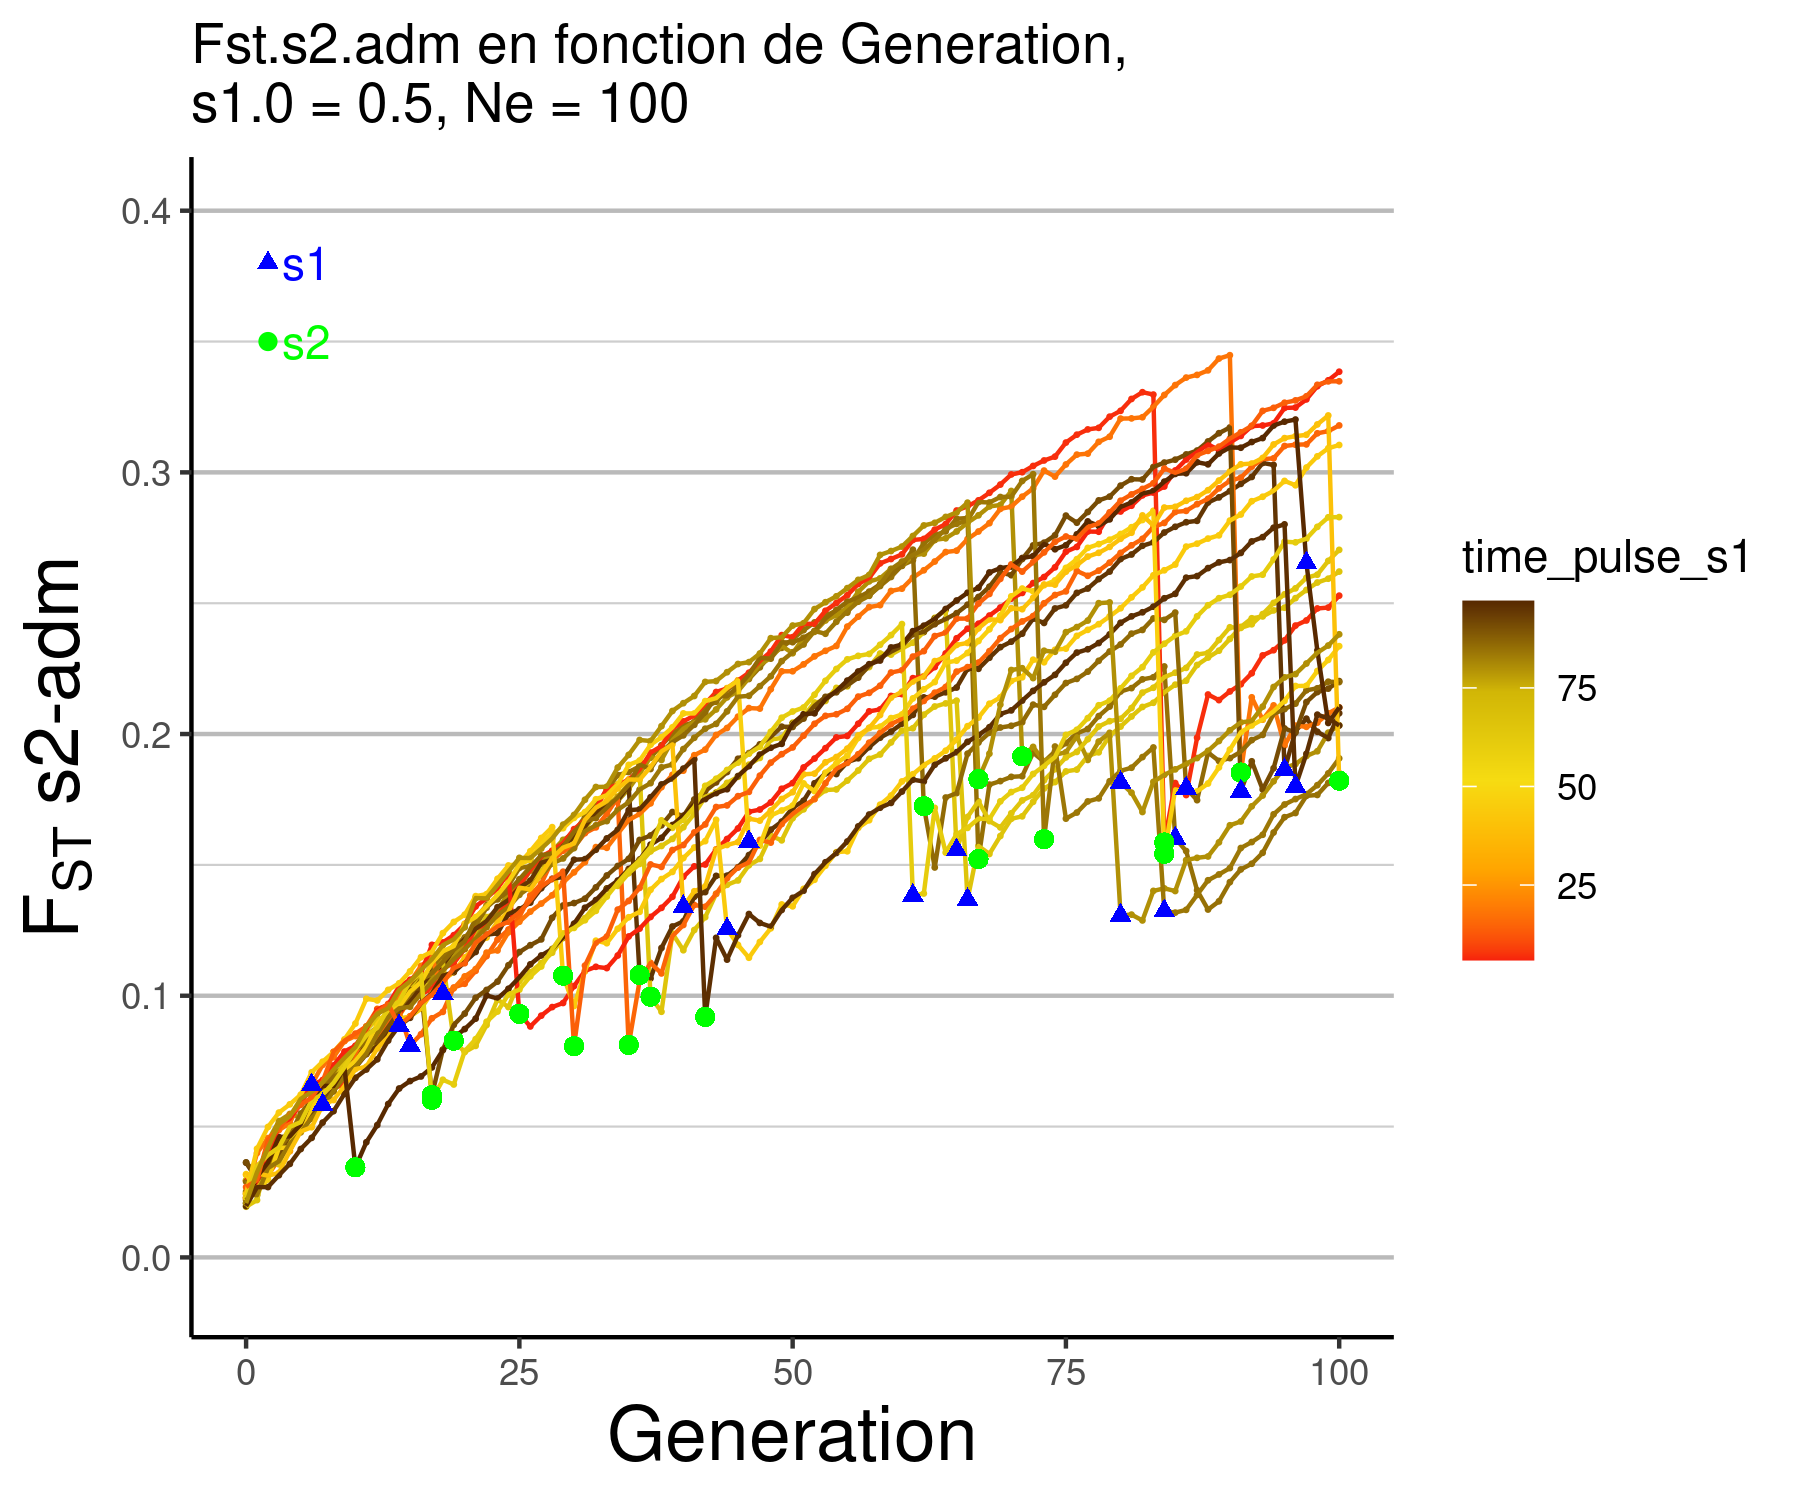 Fst.s2.adm en fonction de Generation,
s1.0 = 0.5, Ne = 100
F ST s2-adm
0.4
0.3
0.2
0.1
0.0
s1
s2
0
25
50
75
100
Generation
time_pulse_s1
75
50
25